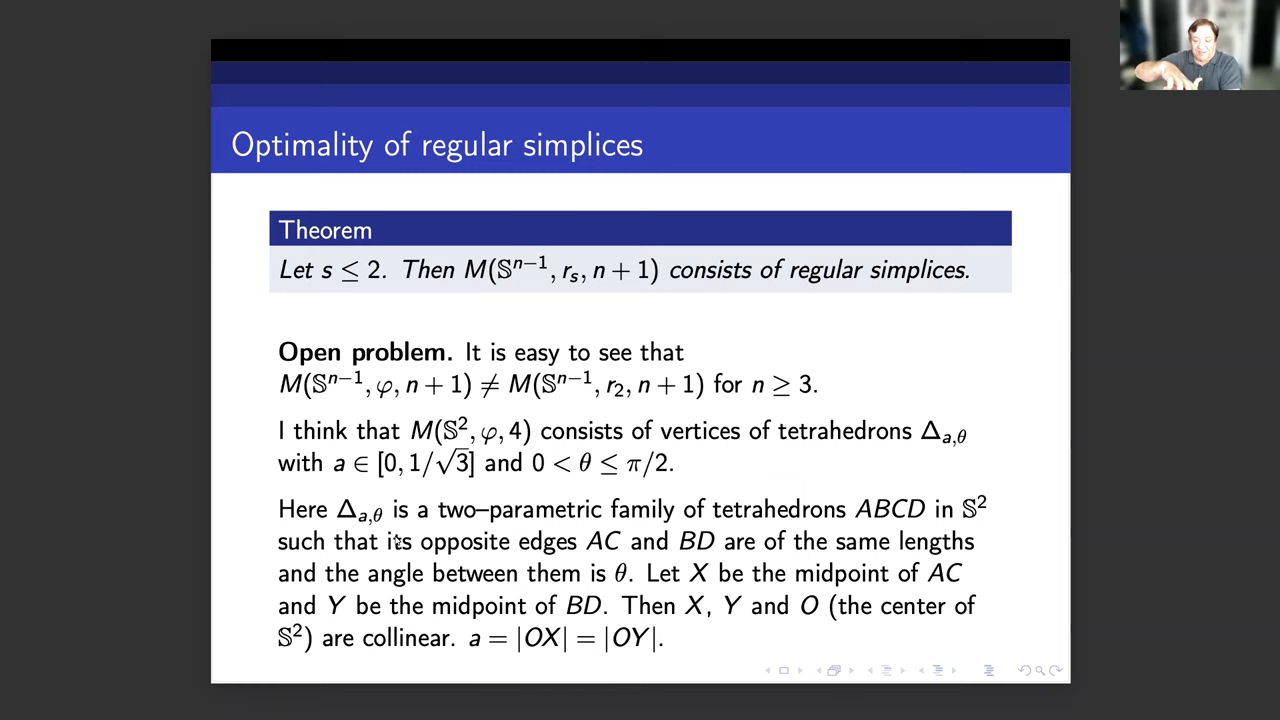 Optimality of regular simplices
Theorem
Let s ≤ 2. Then M(𝕊ⁿ⁻¹, rₛ, n + 1) consists of regular simplices.
Open problem. It is easy to see that
M(𝕊ⁿ⁻¹, φ, n + 1) ≠ M(𝕊ⁿ⁻¹, r₂, n + 1) for n ≥ 3.
I think that M(𝕊², φ, 4) consists of vertices of tetrahedrons Δ_{a,θ}
with a ∈ [0, 1/√3] and 0 < θ ≤ π/2.
Here Δ_{a,θ} is a two–parametric family of tetrahedrons ABCD in 𝕊²
such that its opposite edges AC and BD are of the same lengths
and the angle between them is θ. Let X be the midpoint of AC
and Y be the midpoint of BD. Then X, Y and O (the center of
𝕊²) are collinear. a = |OX| = |OY|.